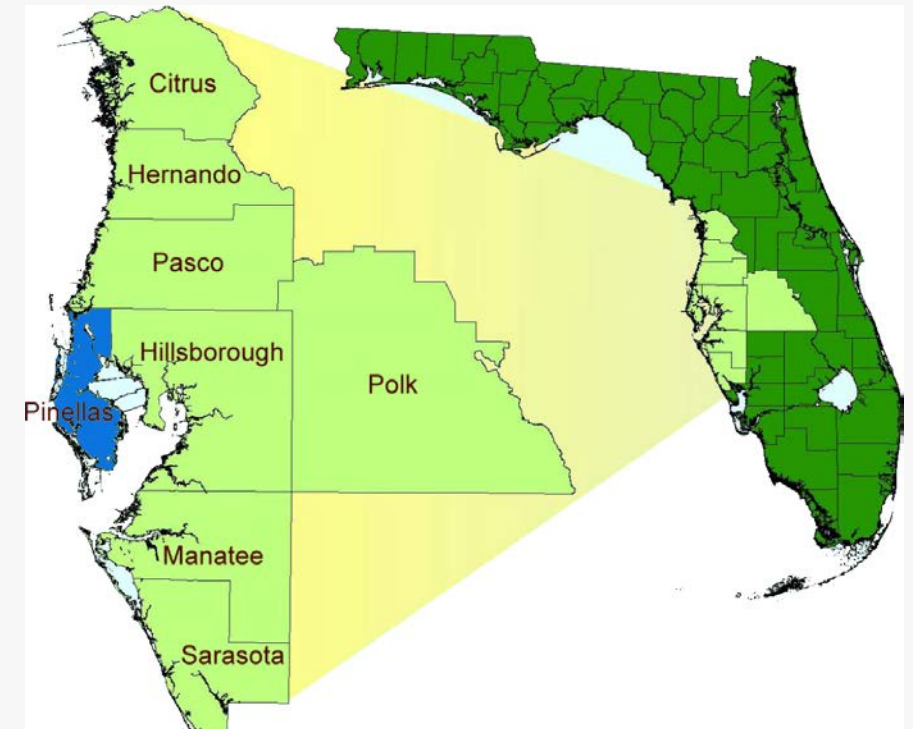 Citrus
Hernando
Pasco
Hillsborough
Polk
Pinellas
Manatee
Sarasota